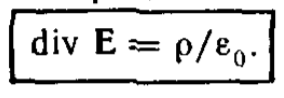 div E = ρ/ε₀.